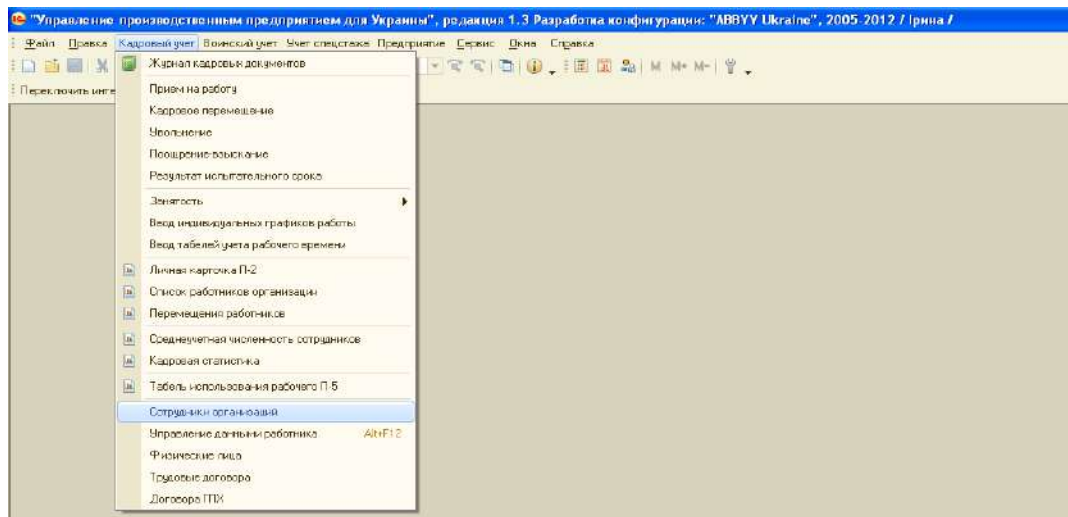 "Управление производственным предприятием для Украины", редакция 1.3 Разработка конфигурации: "ABBYY Ukraine", 2005-2012 / Ірина /
Файл Правка Кадровый учет Воинский учет Учет спецстажа Предприятие Сервис Окна Справка
M M+ M-
Переключить инте
Журнал кадровых документов
Прием на работу
Кадровое перемещение
Увольнение
Поощрение-взыскание
Результат испытательного срока
Занятость
Ввод индивидуальных графиков работы
Ввод табелей учета рабочего времени
Личная карточка П-2
Список работников организации
Перемещения работников
Среднеучетная численность сотрудников
Кадровая статистика
Табель использования рабочего П-5
Сотрудники организаций
Управление данными работника Alt+F12
Физические лица
Трудовые договора
Договора ГПХ